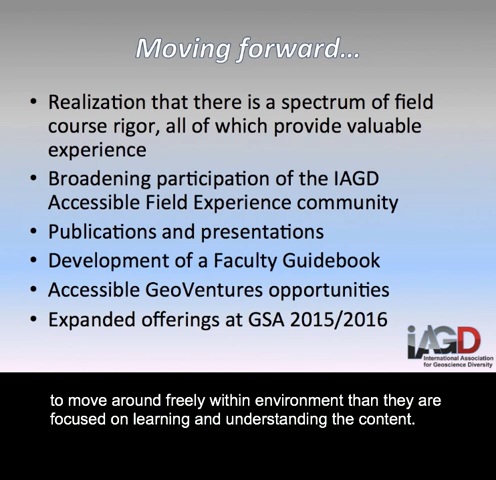 Moving forward...
• Realization that there is a spectrum of field
course rigor, all of which provide valuable
experience
• Broadening participation of the IAGD
Accessible Field Experience community
• Publications and presentations
• Development of a Faculty Guidebook
• Accessible GeoVentures opportunities
• Expanded offerings at GSA 2015/2016
iAGD
International Association
for Geoscience Diversity
to move around freely within environment than they are
focused on learning and understanding the content.